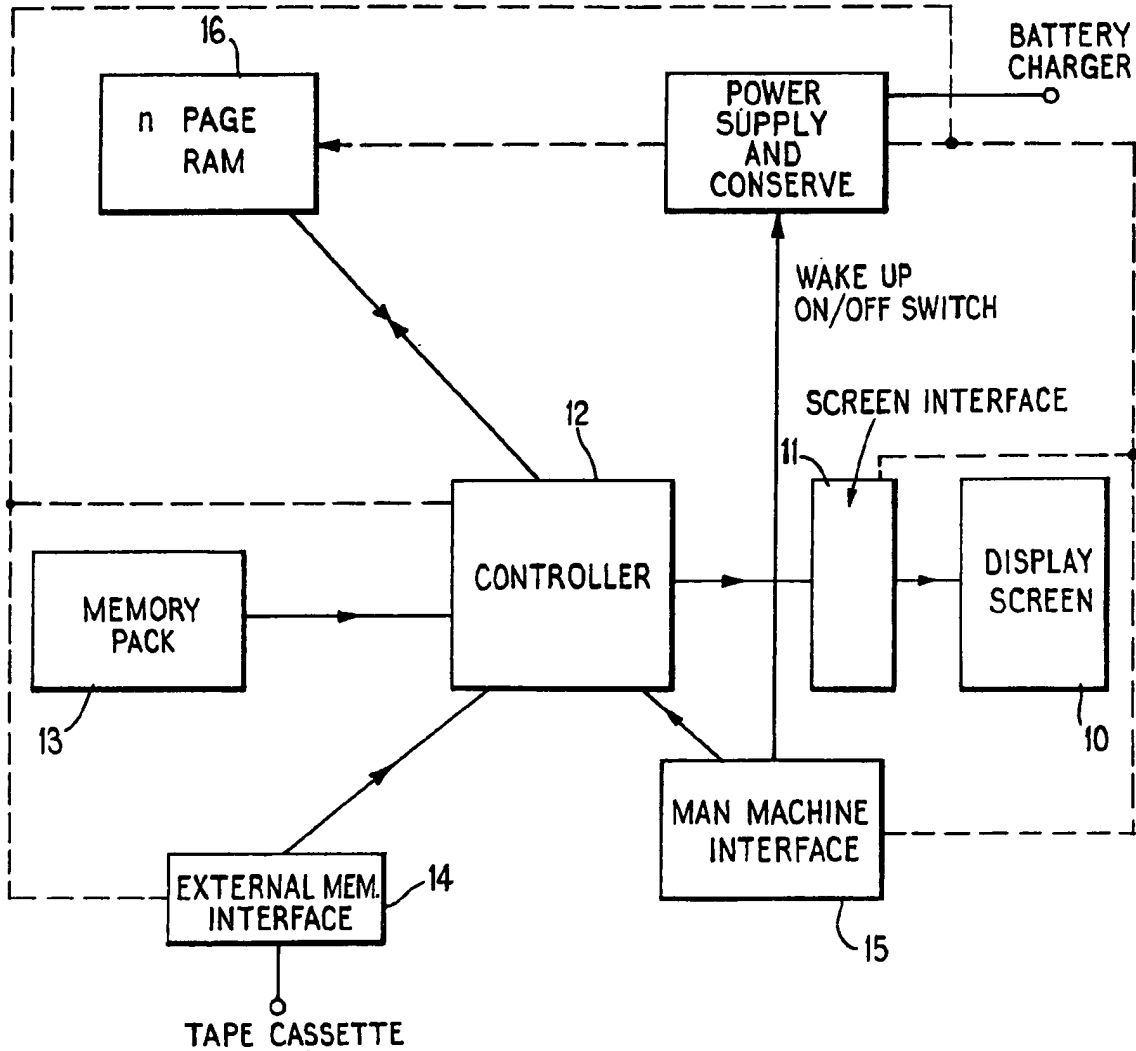 16
n PAGE
RAM
POWER
SUPPLY
AND
CONSERVE
BATTERY
CHARGER
WAKE UP
ON/OFF SWITCH
SCREEN INTERFACE
12
11
CONTROLLER
DISPLAY
SCREEN
MEMORY
PACK
13
10
MAN MACHINE
INTERFACE
15
EXTERNAL MEM.
INTERFACE
14
TAPE CASSETTE